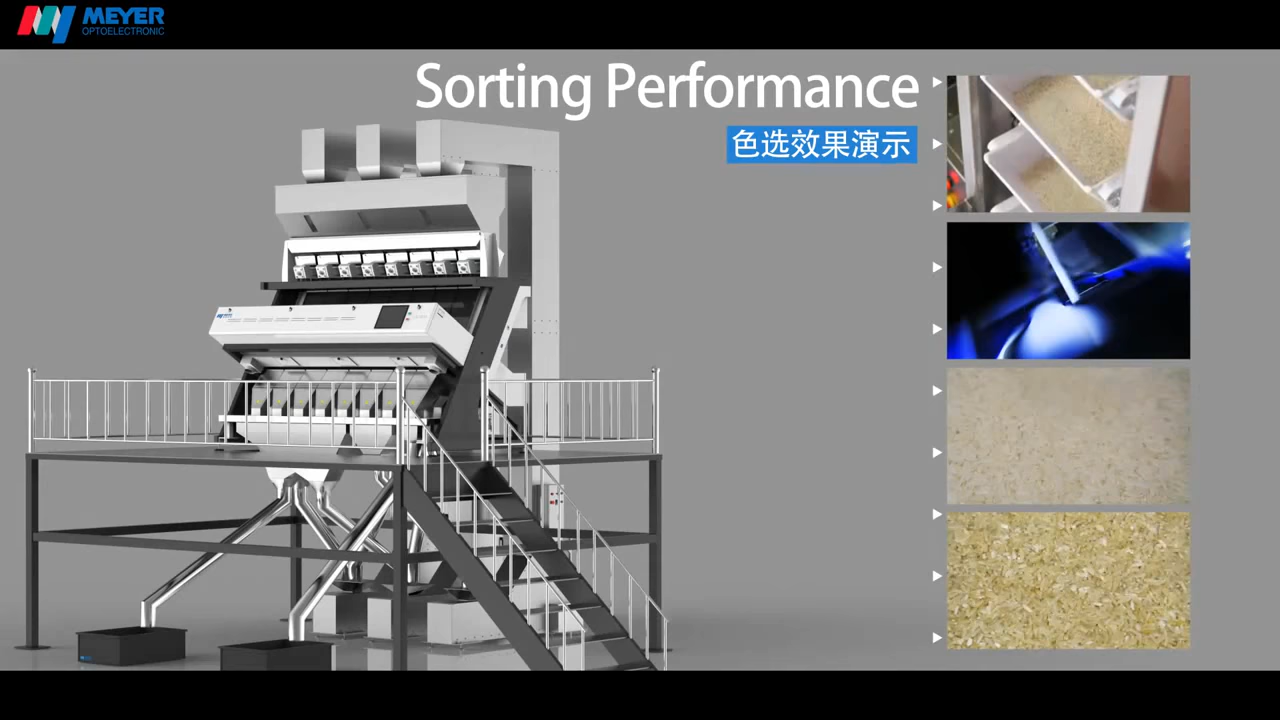 MEYER
OPTOELECTRONIC
Sorting Performance
色选效果演示